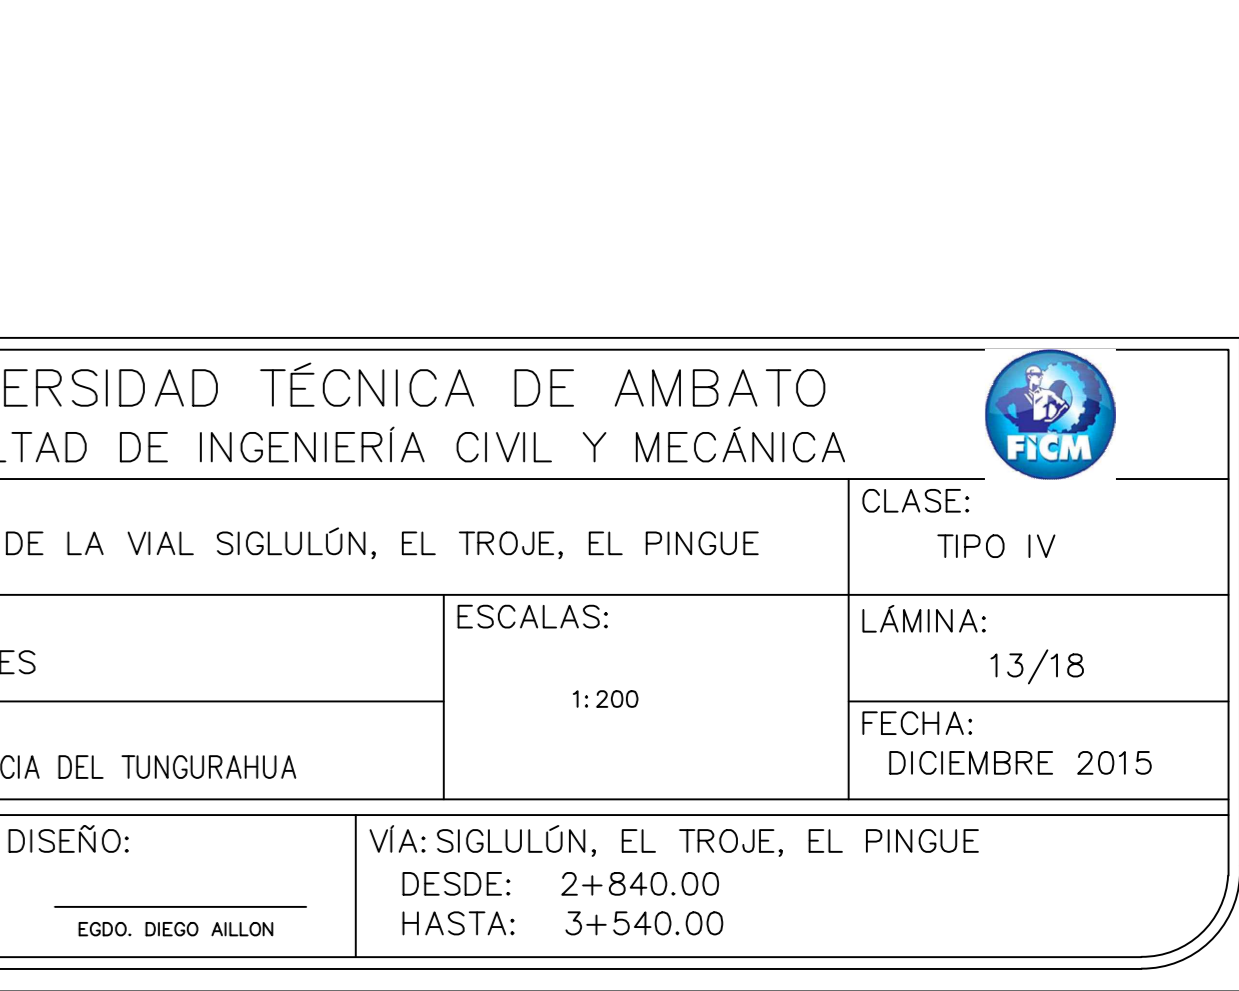 ERSIDAD TÉCNICA DE AMBATO
LTAD DE INGENIERÍA CIVIL Y MECÁNICA
FiCM
DE LA VIAL SIGLULÚN, EL TROJE, EL PINGUE
CLASE:
TIPO IV
ES
ESCALAS:
1:200
LÁMINA:
13/18
CIA DEL TUNGURAHUA
FECHA:
DICIEMBRE 2015
DISEÑO:
EGDO. DIEGO AILLON
VÍA: SIGLULÚN, EL TROJE, EL PINGUE
DESDE: 2+840.00
HASTA: 3+540.00